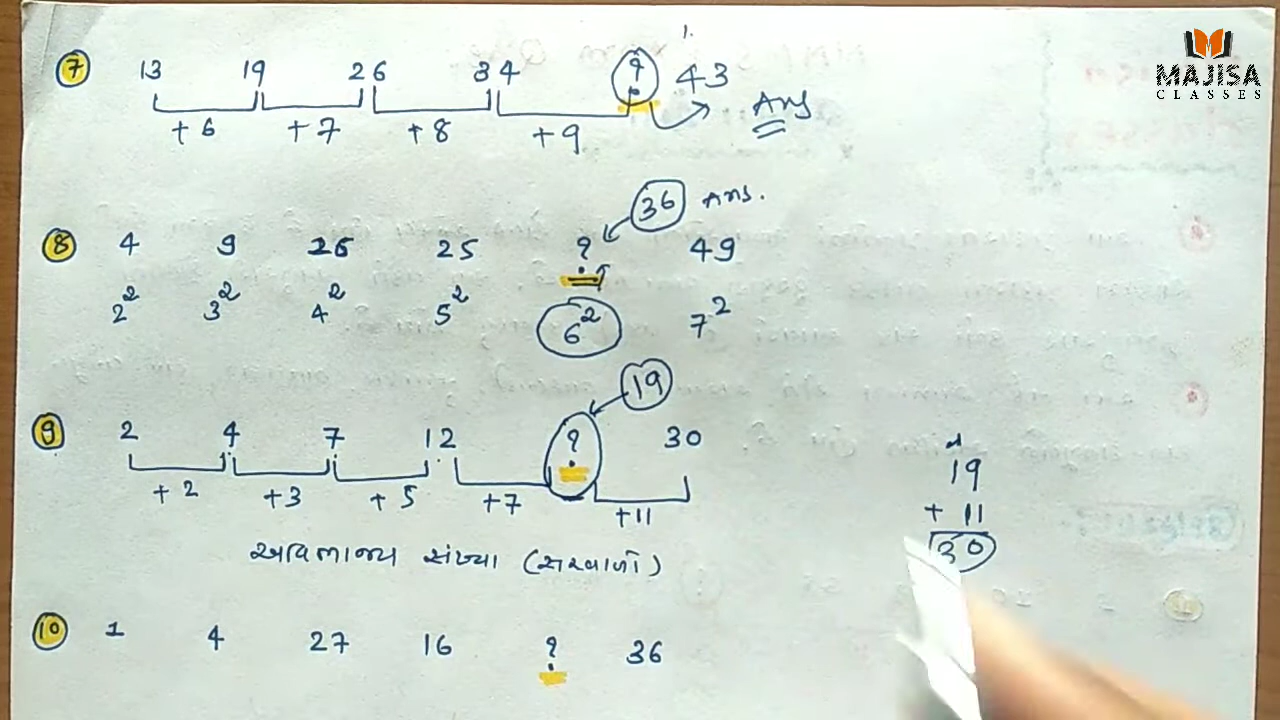 MAJISA
CLASSES
7 13 19 26 34 ? 43
+6 +7 +8 +9 Ans
36 Ans.
8 4 9 16 25 ? 49
2² 3² 4² 5² 6² 7²
19
9 2 4 7 12 ? 30
+2 +3 +5 +7 +11
અવિભાજ્ય સંખ્યા (સરવાળો)
19
+ 11
30
10 1 4 27 16 ? 36